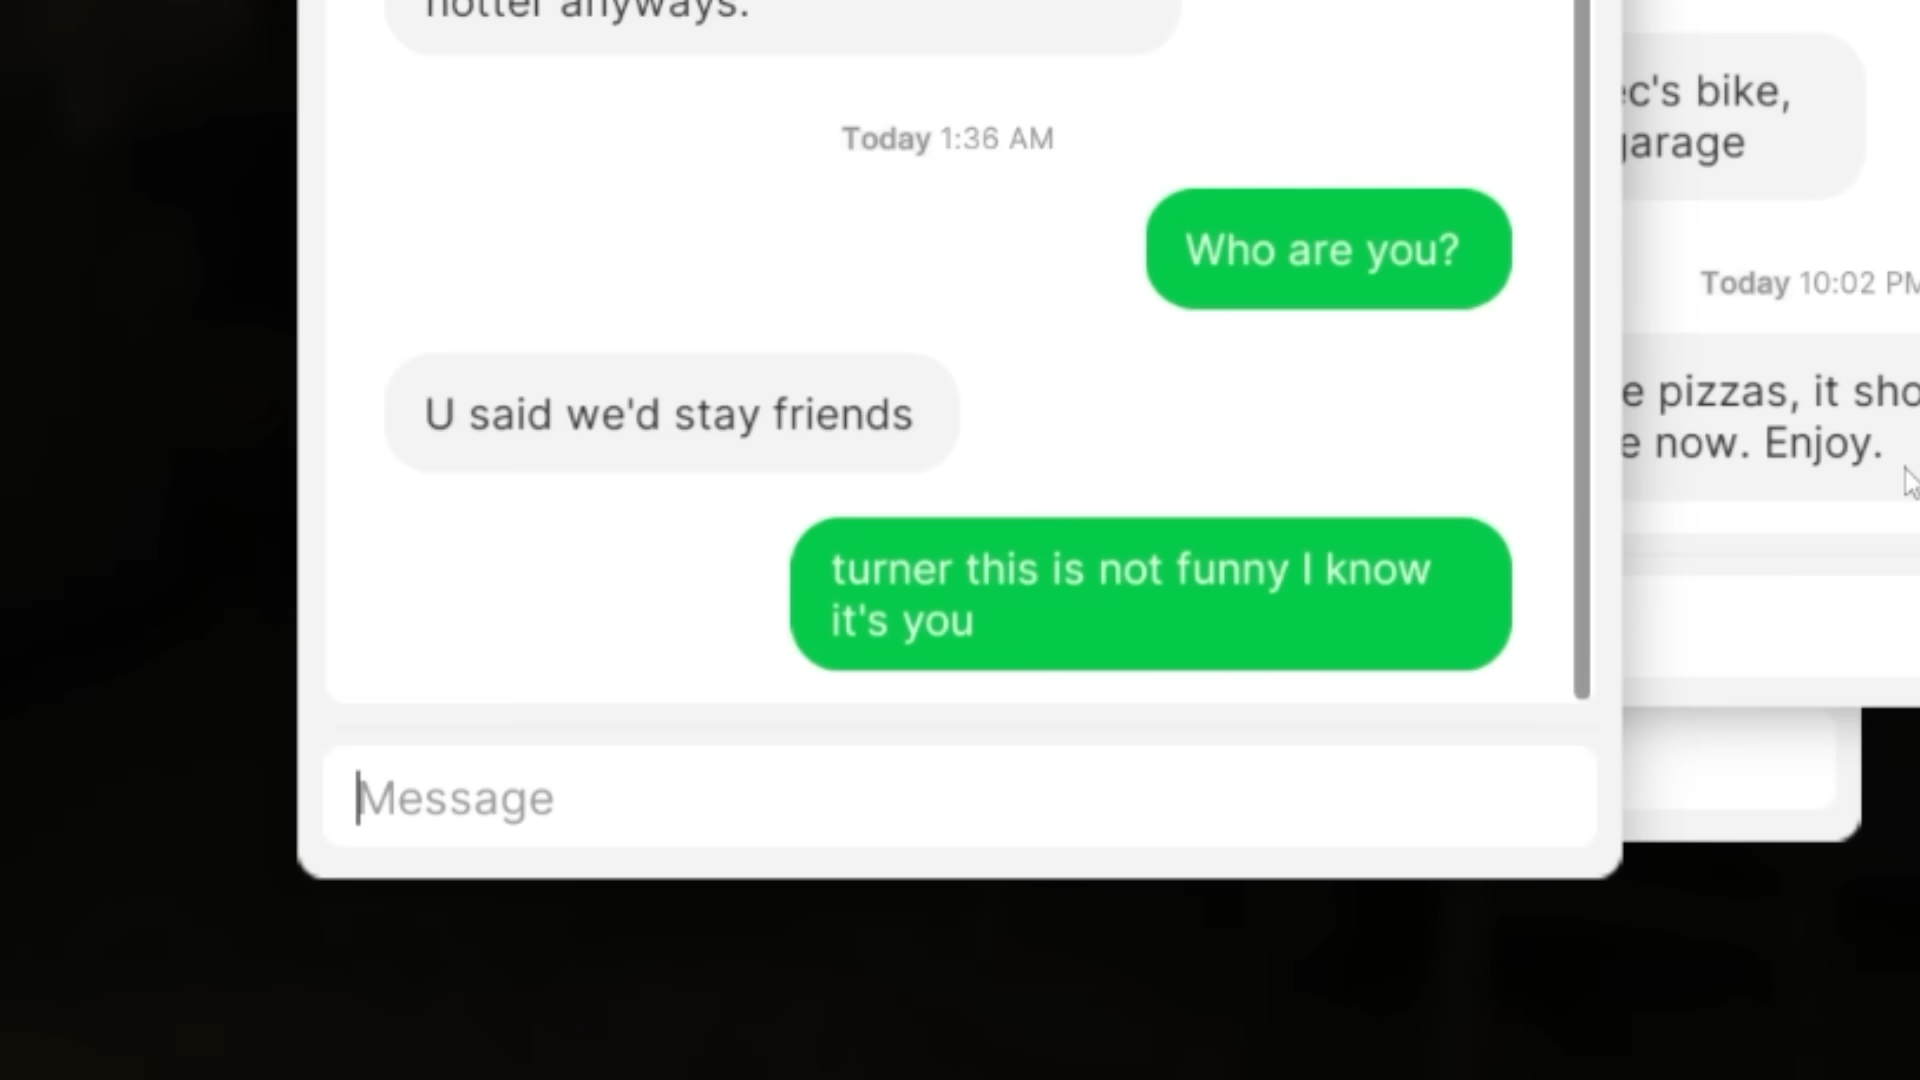 hotter anyways.
Today 1:36 AM
Who are you?
U said we'd stay friends
turner this is not funny I know
it's you
Message
bike,
garage
Today 10:02 PM
pizzas, it
now. Enjoy.